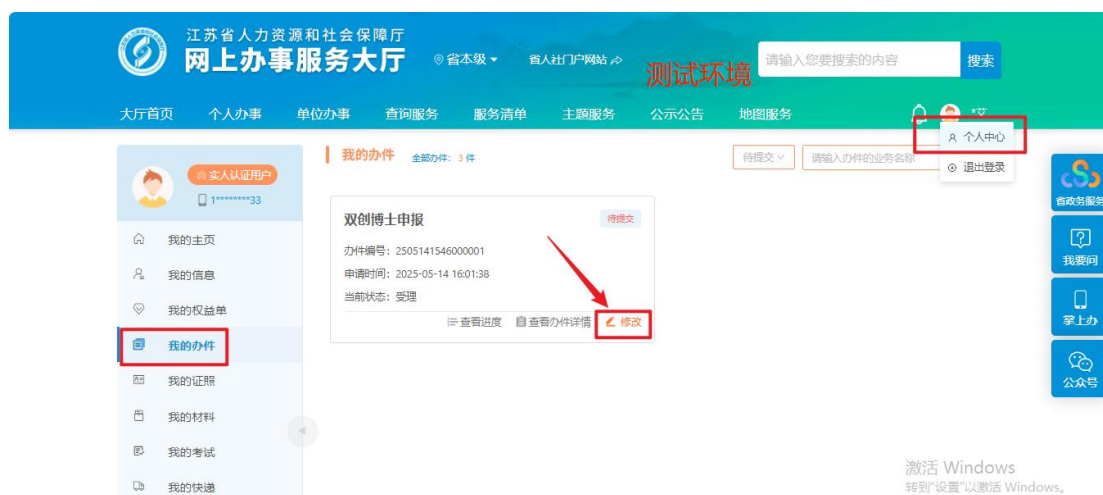 江苏省人力资源和社会保障厅
网上办事服务大厅
省本级
省人社门户网站
测试环境
请输入您要搜索的内容
搜索
大厅首页 个人办事 单位办事 查询服务 服务清单 主题服务 公示公告 地图服务
*艾
个人中心
退出登录
实人认证用户
1********33
我的主页
我的信息
我的权益单
我的办件
我的证照
我的材料
我的考试
我的快递
我的办件 全部办件: 3 件
待提交
请输入办件的业务名称
双创博士申报
待提交
办件编号: 2505141546000001
申请时间: 2025-05-14 16:01:38
当前状态: 受理
查看进度 查看办件详情 修改
省政务服务
我要问
掌上办
公众号
激活 Windows
转到"设置"以激活 Windows。